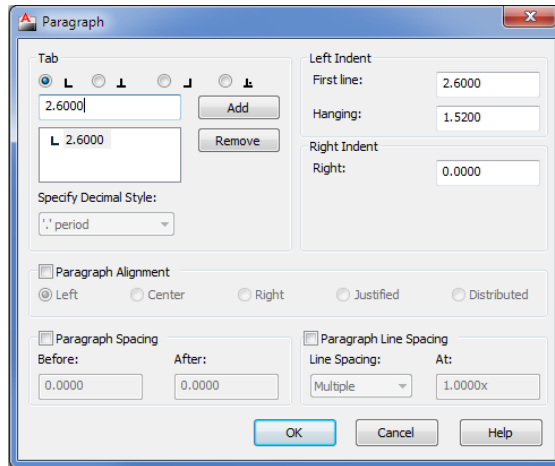 Paragraph
Tab
2.6000
Add
2.6000
Remove
Specify Decimal Style:
'.' period
Left Indent
First line: 2.6000
Hanging: 1.5200
Right Indent
Right: 0.0000
Paragraph Alignment
Left Center Right Justified Distributed
Paragraph Spacing
Before: After:
0.0000 0.0000
Paragraph Line Spacing
Line Spacing: At:
Multiple 1.0000x
OK Cancel Help